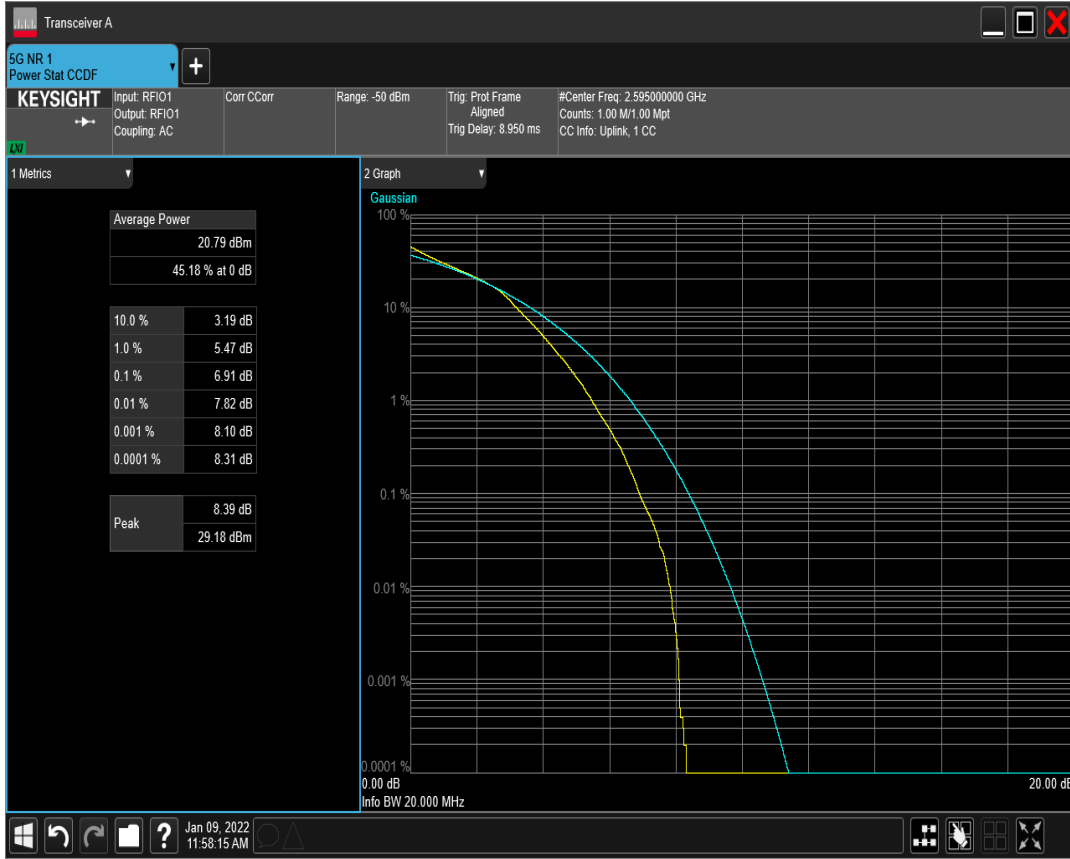 Transceiver A
5G NR 1
Power Stat CCDF
KEYSIGHT
LXI
Input: RFIO1
Output: RFIO1
Coupling: AC
Corr CCorr
Range: -50 dBm
Trig: Prot Frame
Aligned
Trig Delay: 8.950 ms
#Center Freq: 2.595000000 GHz
Counts: 1.00 M/1.00 Mpt
CC Info: Uplink, 1 CC
1 Metrics
Average Power
20.79 dBm
45.18 % at 0 dB
10.0 % 3.19 dB
1.0 % 5.47 dB
0.1 % 6.91 dB
0.01 % 7.82 dB
0.001 % 8.10 dB
0.0001 % 8.31 dB
Peak 8.39 dB
29.18 dBm
2 Graph
Gaussian
100 %
10 %
1 %
0.1 %
0.01 %
0.001 %
0.0001 %
0.00 dB 20.00 dB
Info BW 20.000 MHz
? Jan 09, 2022
11:58:15 AM